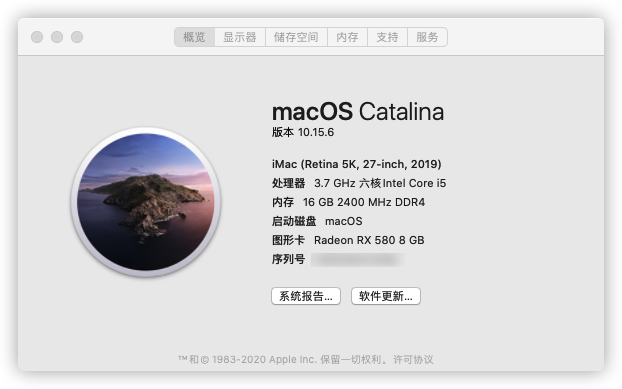 概览 显示器 储存空间 内存 支持 服务
macOS Catalina
版本 10.15.6
iMac (Retina 5K, 27-inch, 2019)
处理器 3.7 GHz 六核Intel Core i5
内存 16 GB 2400 MHz DDR4
启动磁盘 macOS
图形卡 Radeon RX 580 8 GB
序列号
系统报告... 软件更新...
™和© 1983-2020 Apple Inc. 保留一切权利。许可协议